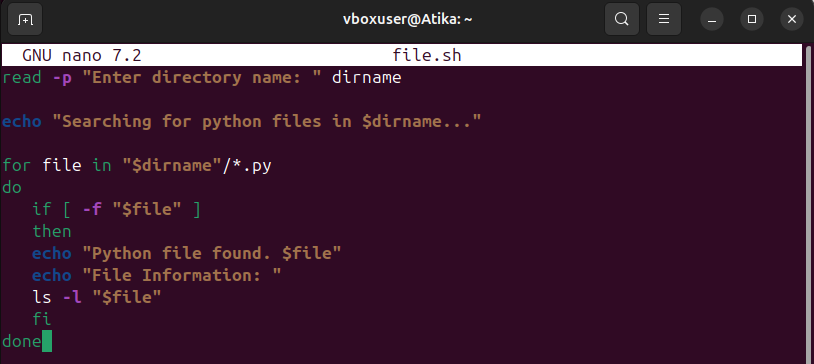 vboxuser@Atika: ~
GNU nano 7.2 file.sh
read -p "Enter directory name: " dirname

echo "Searching for python files in $dirname..."

for file in "$dirname"/*.py
do
   if [ -f "$file" ]
   then
   echo "Python file found. $file"
   echo "File Information: "
   ls -l "$file"
   fi
done